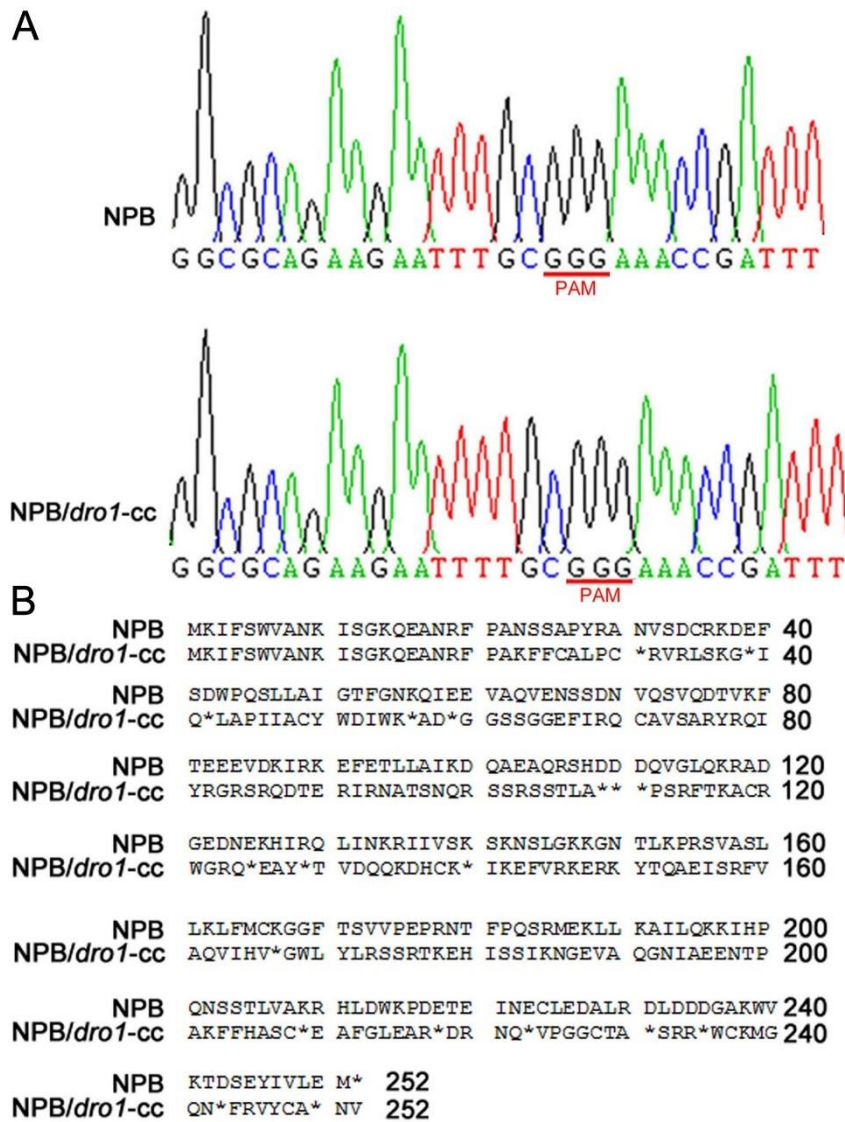 A
NPB
GGCGCAGAAGAATTTGCGGGAAACCGATTT
PAM
NPB/dro1-cc
GGCGCAGAAGAATTTTGCGGGAAACCGATTT
PAM
B
NPB MKIFSWVANK ISGKQEANRF PANSSAPYRA NVSDCRKDEF 40
NPB/dro1-cc MKIFSWVANK ISGKQEANRF PAKFFCALPC *RVRLSKG*I 40
NPB SDWPQSLLAI GTFGNKQIEE VAQVENSSDN VQSVQDTVKF 80
NPB/dro1-cc Q*LAPIIACY WDIWK*AD*G GSSGGEFIRQ CAVSARYRQI 80
NPB TEEEVDKIRK EFETLLAIKD QAEAQRSHDD DQVGLQKRAD 120
NPB/dro1-cc YRGRSRQDTE RIRNATSNQR SSRSSTLA** *PSRFTKACR 120
NPB GEDNEKHIRQ LINKRIIVSK SKNSLGKKGN TLKPRSVASL 160
NPB/dro1-cc WGRQ*EAY*T VDQQKDHCK* IKEFVRKERK YTQAEISRFV 160
NPB LKLFMCKGGF TSVVPEPRNT FPQSRMEKLL KAILQKKIHP 200
NPB/dro1-cc AQVIHV*GWL YLRSSRTKEH ISSIKNGEVA QGNIAEENTP 200
NPB QNSSTLVAKR HLDWKPDETE INECLEDALR DLDDDGAKWV 240
NPB/dro1-cc AKFFHASC*E AFGLEAR*DR NQ*VPGGCTA *SRR*WCKMG 240
NPB KTDSEYIVLE M* 252
NPB/dro1-cc QN*FRVYCA* NV 252